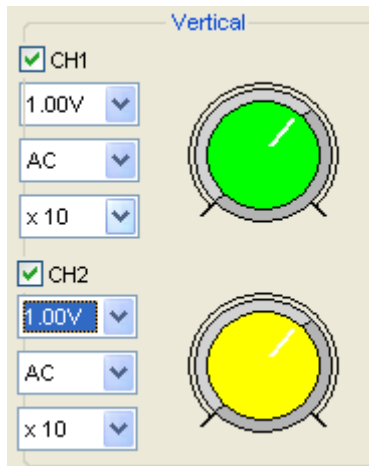 Vertical
CH1
1.00V
AC
x 10
CH2
1.00V
AC
x 10